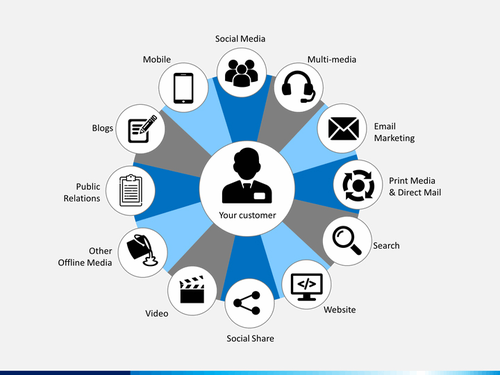 Social Media
Mobile
Multi-media
Blogs
Email
Marketing
Public
Relations
Print Media
& Direct Mail
Your customer
Other
Offline Media
Search
Video
Website
Social Share